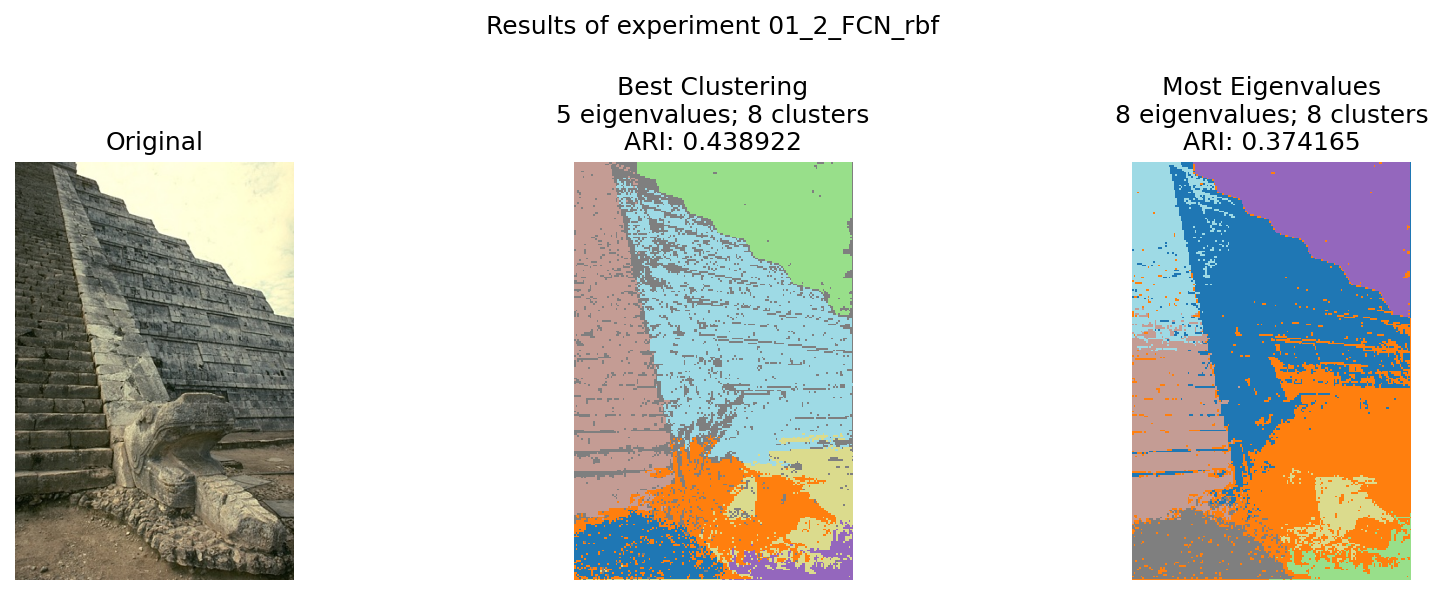 Results of experiment 01_2_FCN_rbf
Original
Best Clustering
5 eigenvalues; 8 clusters
ARI: 0.438922
Most Eigenvalues
8 eigenvalues; 8 clusters
ARI: 0.374165